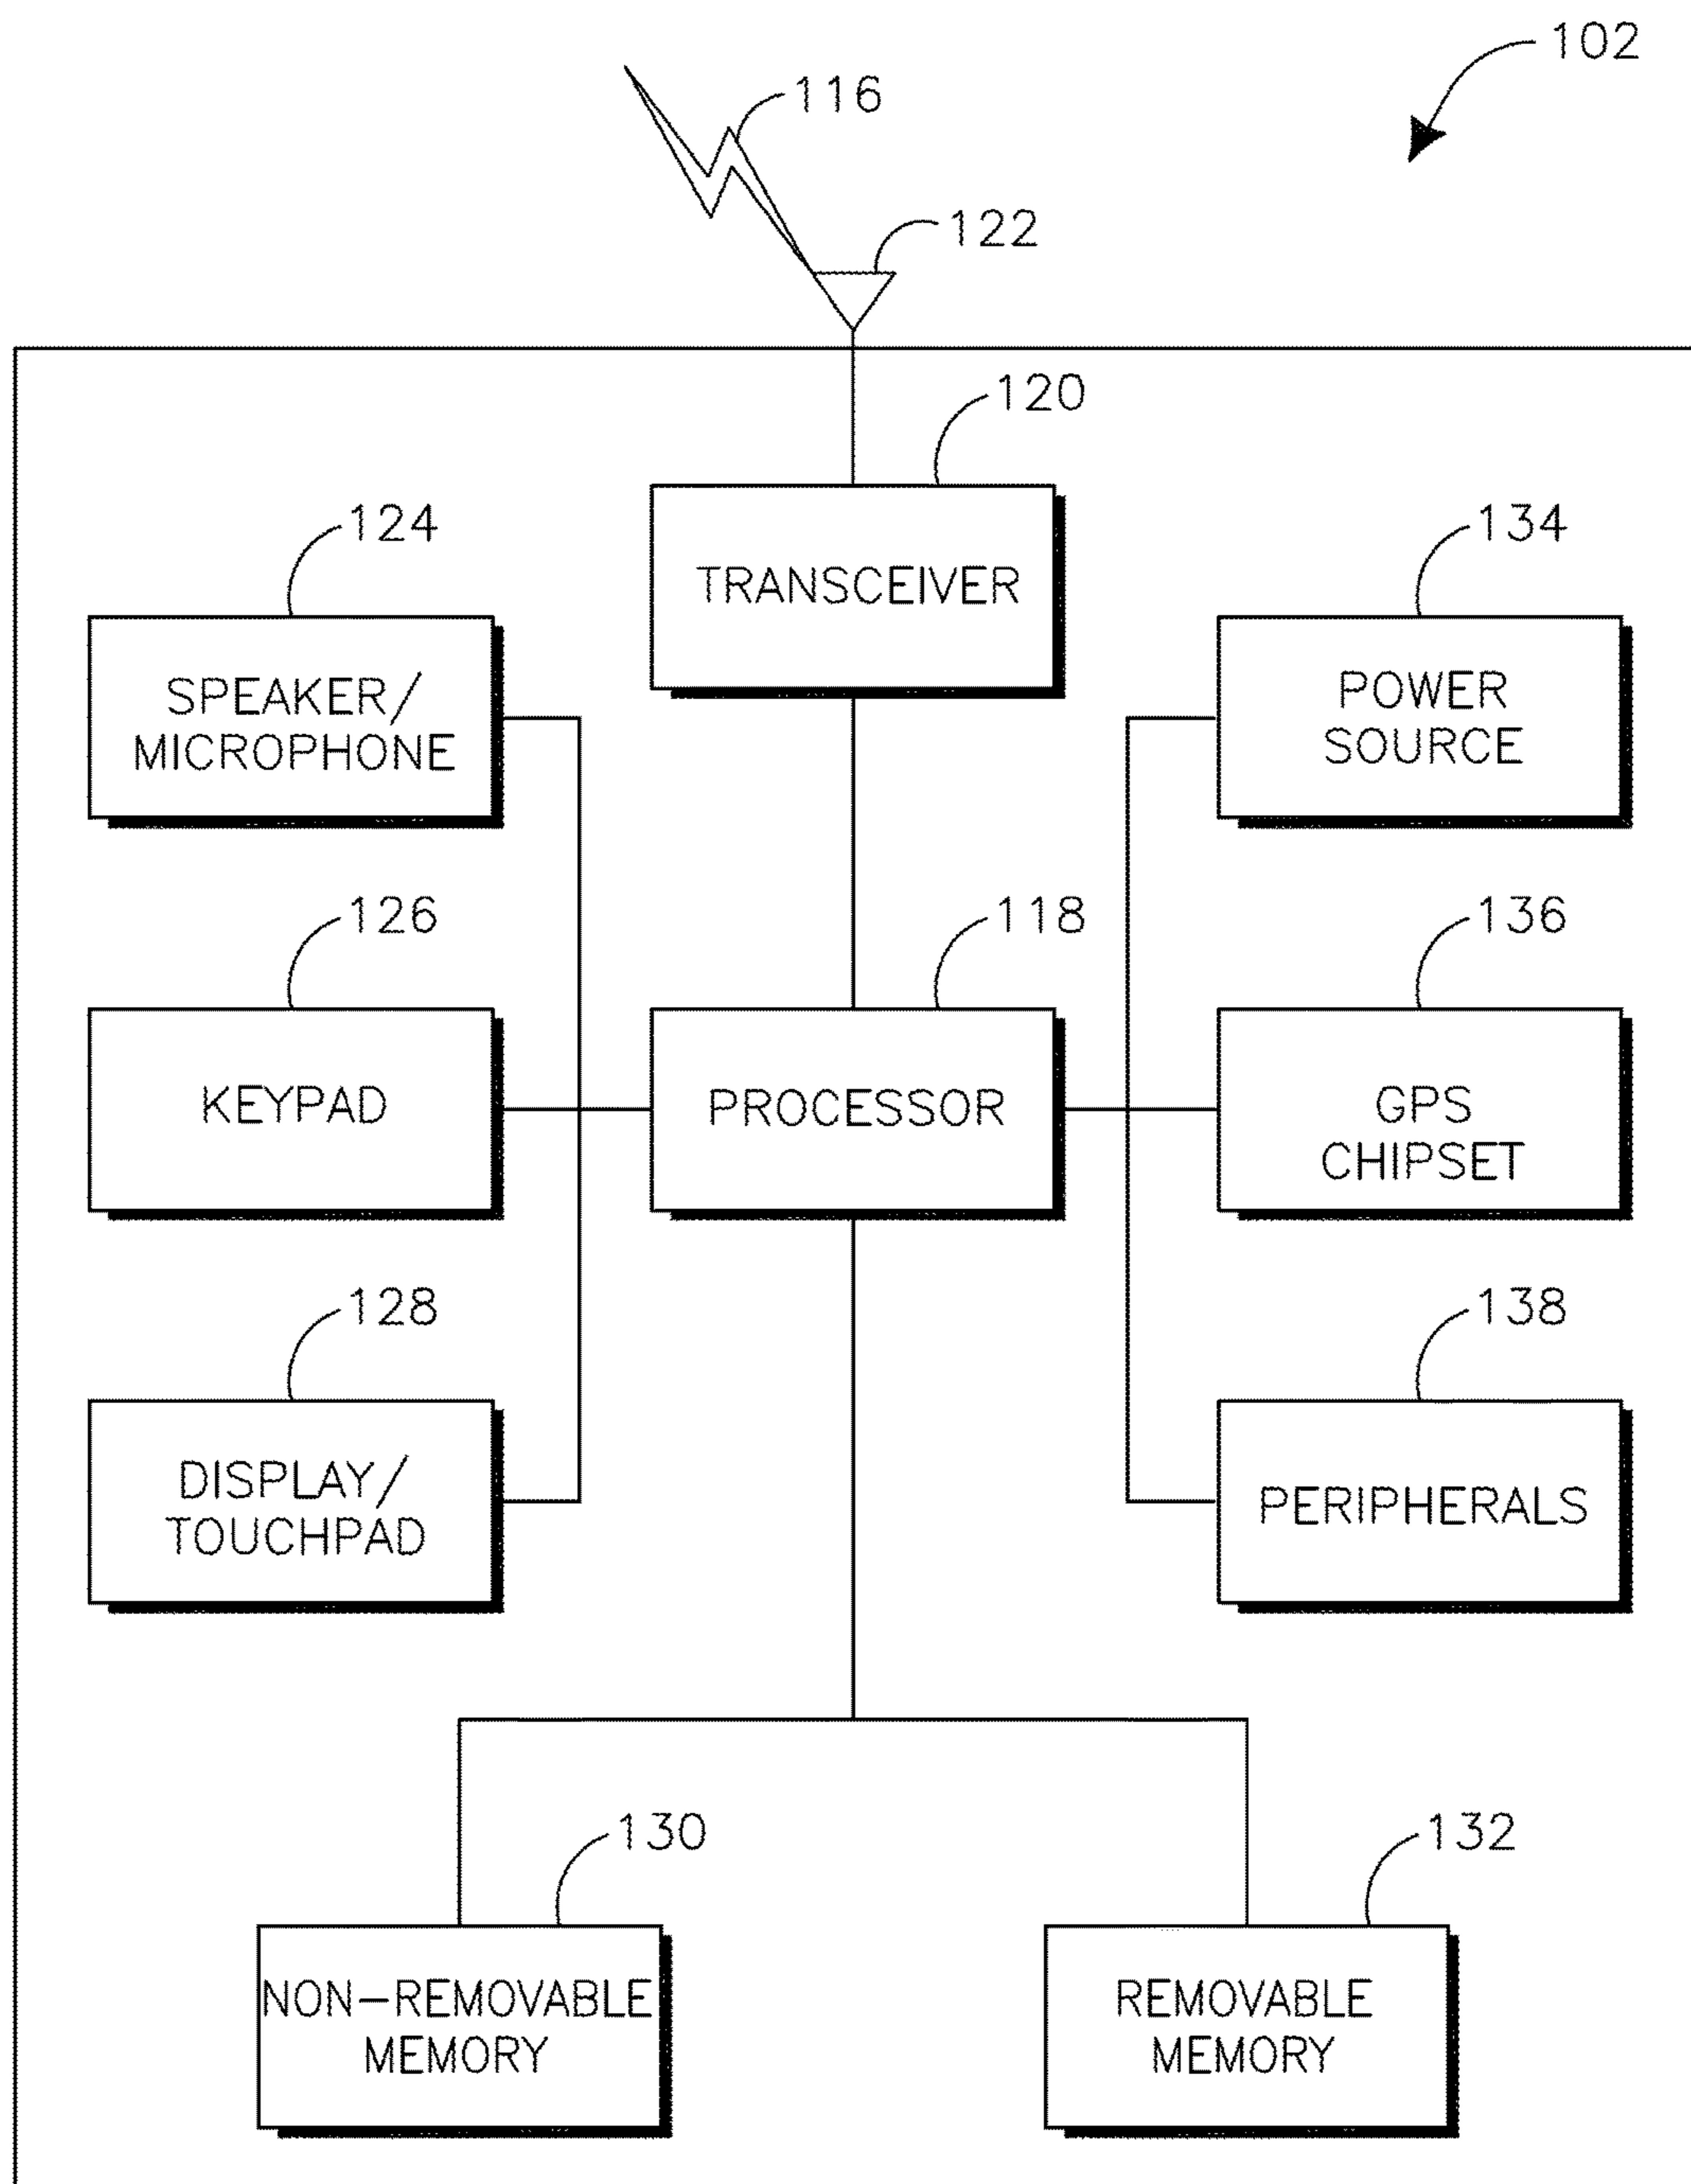 102
116
122
120
TRANSCEIVER
124
SPEAKER/
MICROPHONE
134
POWER
SOURCE
126
KEYPAD
118
PROCESSOR
136
GPS
CHIPSET
128
DISPLAY/
TOUCHPAD
138
PERIPHERALS
130
NON-REMOVABLE
MEMORY
132
REMOVABLE
MEMORY